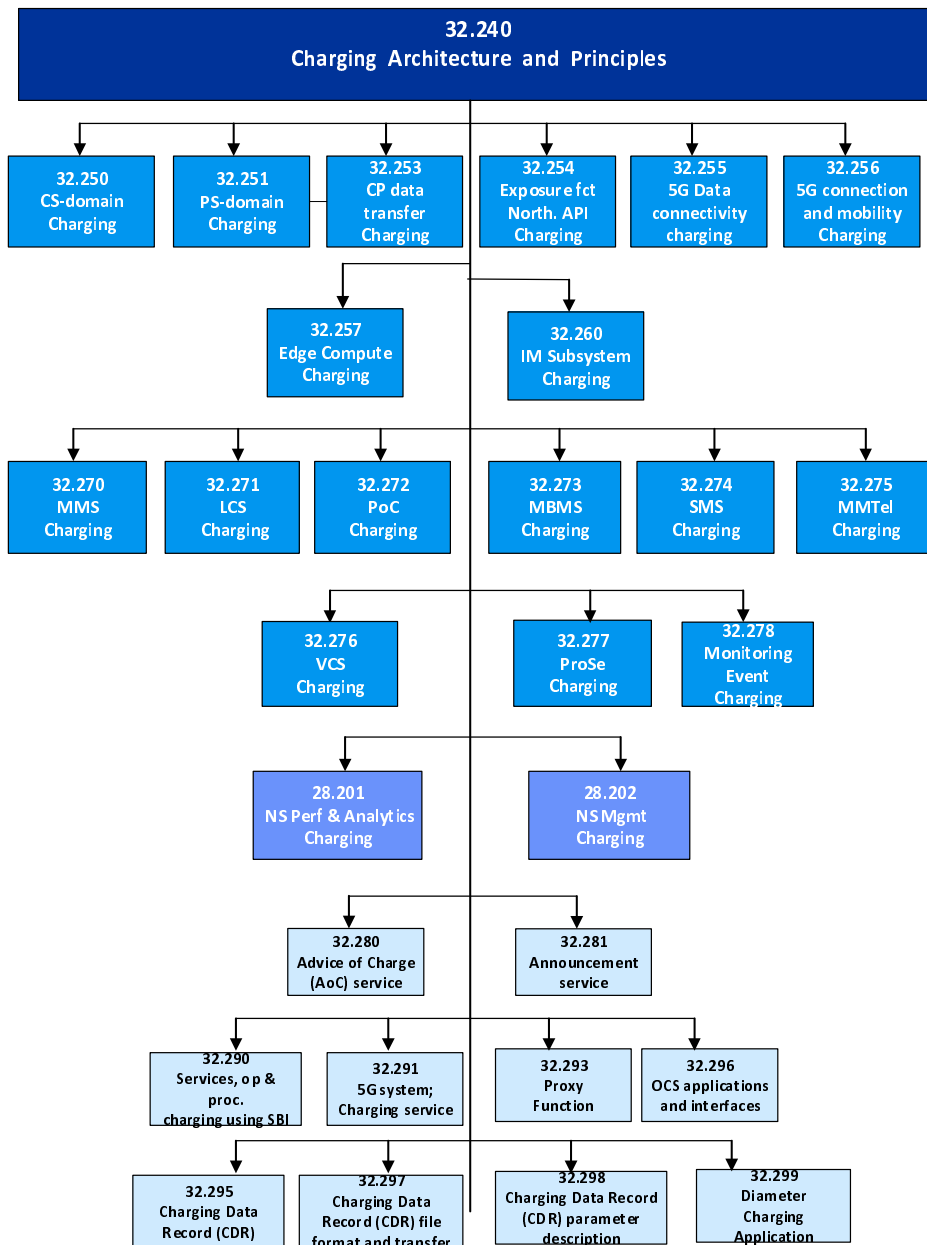 32.240
Charging Architecture and Principles
32.250
CS-domain
Charging
32.251
PS-domain
Charging
32.253
CP data
transfer
Charging
32.254
Exposure fct
North. API
Charging
32.255
5G Data
connectivity
charging
32.256
5G connection
and mobility
Charging
32.257
Edge Compute
Charging
32.260
IM Subsystem
Charging
32.270
MMS
Charging
32.271
LCS
Charging
32.272
PoC
Charging
32.273
MBMS
Charging
32.274
SMS
Charging
32.275
MMTel
Charging
32.276
VCS
Charging
32.277
ProSe
Charging
32.278
Monitoring
Event
Charging
28.201
NS Perf & Analytics
Charging
28.202
NS Mgmt
Charging
32.280
Advice of Charge
(AoC) service
32.281
Announcement
service
32.290
Services, op &
proc.
charging using SBI
32.291
5G system;
Charging service
32.293
Proxy
Function
32.296
OCS applications
and interfaces
32.295
Charging Data
Record (CDR)
32.297
Charging Data
Record (CDR) file
format and transfer
32.298
Charging Data Record
(CDR) parameter
description
32.299
Diameter
Charging
Application